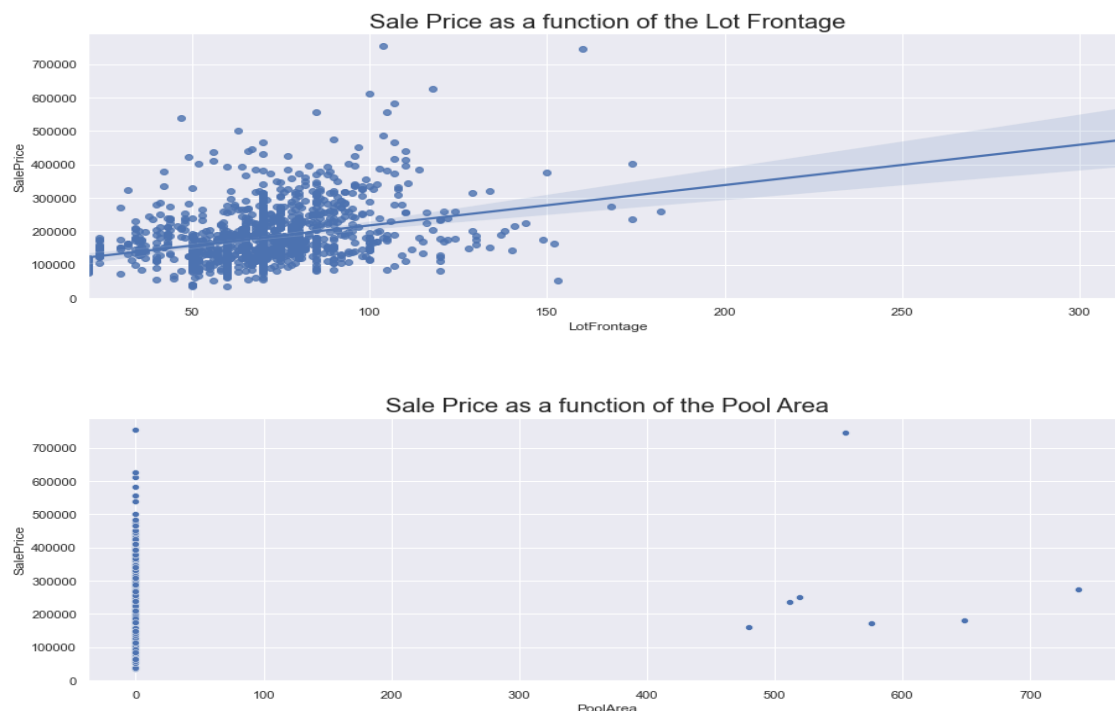 Sale Price as a function of the Lot Frontage
700000
600000
500000
400000
300000
200000
100000
0
SalePrice
50 100 150 200 250 300
LotFrontage
Sale Price as a function of the Pool Area
700000
600000
500000
400000
300000
200000
100000
0
SalePrice
0 100 200 300 400 500 600 700
PoolArea